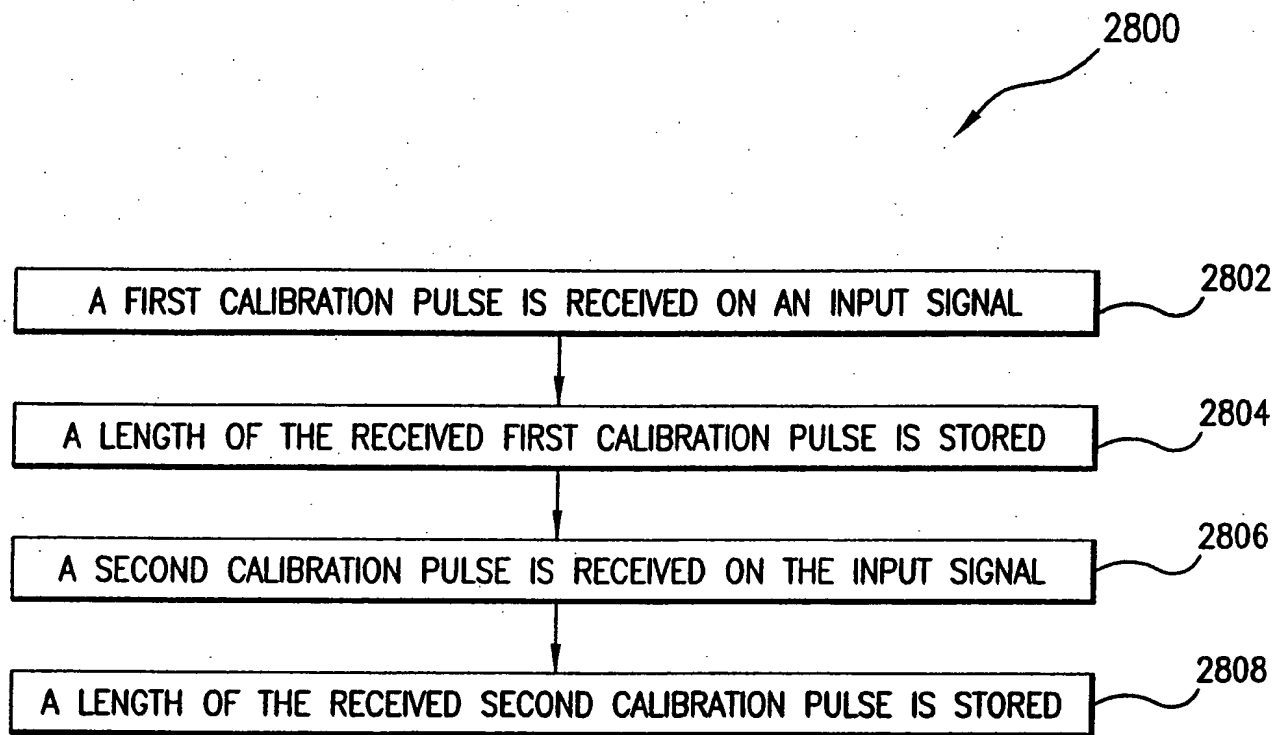 2800
A FIRST CALIBRATION PULSE IS RECEIVED ON AN INPUT SIGNAL
2802
A LENGTH OF THE RECEIVED FIRST CALIBRATION PULSE IS STORED
2804
A SECOND CALIBRATION PULSE IS RECEIVED ON THE INPUT SIGNAL
2806
A LENGTH OF THE RECEIVED SECOND CALIBRATION PULSE IS STORED
2808